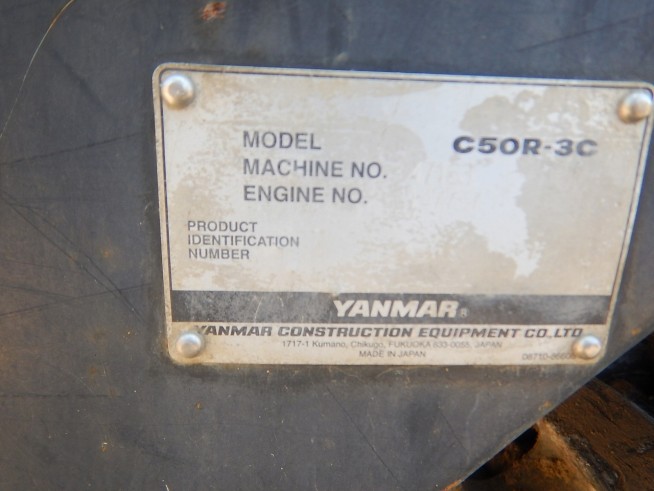 MODEL C50R-3C
MACHINE NO.
ENGINE NO.
PRODUCT
IDENTIFICATION
NUMBER
YANMAR®
YANMAR CONSTRUCTION EQUIPMENT CO.,LTD.
1717-1 Kumano, Chikugo, FUKUOKA 833-0055, JAPAN
MADE IN JAPAN